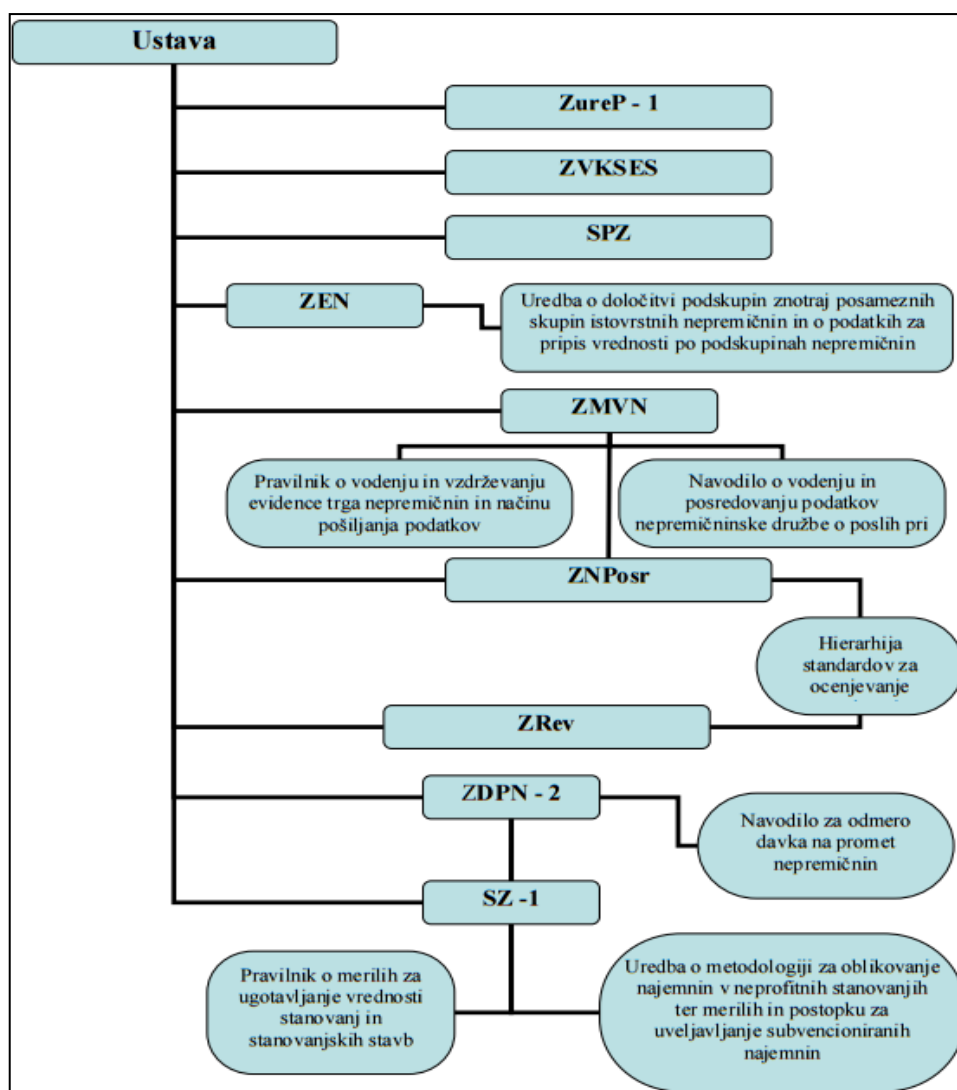 Ustava
ZureP - 1
ZVKSES
SPZ
ZEN
Uredba o določitvi podskupin znotraj posameznih
skupin istovrstnih nepremičnin in o podatkih za
pripis vrednosti po podskupinah nepremičnin
ZMVN
Pravilnik o vodenju in vzdrževanju
evidence trga nepremičnin in načinu
pošiljanja podatkov
Navodilo o vodenju in
posredovanju podatkov
nepremičninske družbe o poslih pri
ZNPosr
Hierarhija
standardov za
ocenjevanje
ZRev
ZDPN - 2
Navodilo za odmero
davka na promet
nepremičnin
SZ -1
Pravilnik o merilih za
ugotavljanje vrednosti
stanovanj in
stanovanjskih stavb
Uredba o metodologiji za oblikovanje
najemnin v neprofitnih stanovanjih
ter merilih in postopku za
uveljavljanje subvencioniranih
najemnin